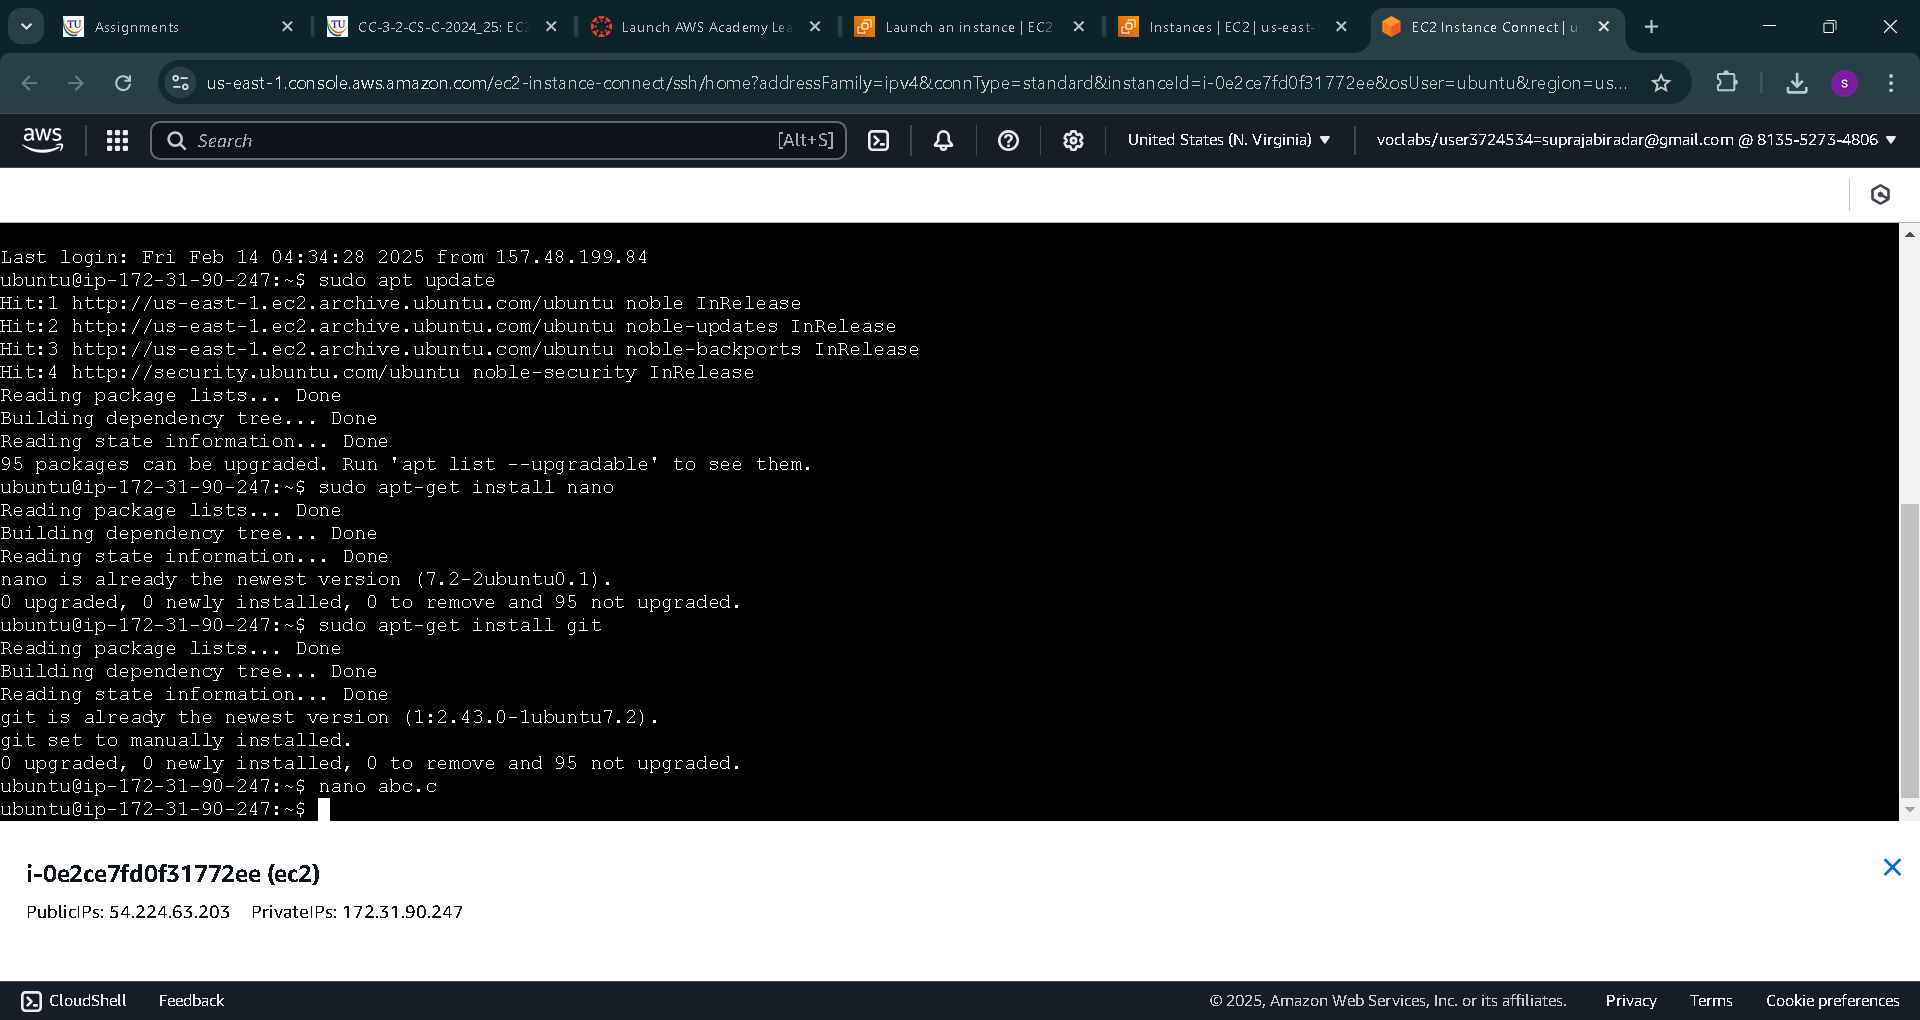 Assignments
CC-3-2-CS-C-2024_25: EC2
Launch AWS Academy Lea
Launch an instance | EC2
Instances | EC2 | us-east-1
EC2 Instance Connect | us
us-east-1.console.aws.amazon.com/ec2-instance-connect/ssh/home?addressFamily=ipv4&connType=standard&instanceId=i-0e2ce7fd0f31772ee&osUser=ubuntu&region=us...
S
aws
Search
[Alt+S]
United States (N. Virginia)
voclabs/user3724534=suprajabiradar@gmail.com @ 8135-5273-4806
Last login: Fri Feb 14 04:34:28 2025 from 157.48.199.84
ubuntu@ip-172-31-90-247:~$ sudo apt update
Hit:1 http://us-east-1.ec2.archive.ubuntu.com/ubuntu noble InRelease
Hit:2 http://us-east-1.ec2.archive.ubuntu.com/ubuntu noble-updates InRelease
Hit:3 http://us-east-1.ec2.archive.ubuntu.com/ubuntu noble-backports InRelease
Hit:4 http://security.ubuntu.com/ubuntu noble-security InRelease
Reading package lists... Done
Building dependency tree... Done
Reading state information... Done
95 packages can be upgraded. Run 'apt list --upgradable' to see them.
ubuntu@ip-172-31-90-247:~$ sudo apt-get install nano
Reading package lists... Done
Building dependency tree... Done
Reading state information... Done
nano is already the newest version (7.2-2ubuntu0.1).
0 upgraded, 0 newly installed, 0 to remove and 95 not upgraded.
ubuntu@ip-172-31-90-247:~$ sudo apt-get install git
Reading package lists... Done
Building dependency tree... Done
Reading state information... Done
git is already the newest version (1:2.43.0-1ubuntu7.2).
git set to manually installed.
0 upgraded, 0 newly installed, 0 to remove and 95 not upgraded.
ubuntu@ip-172-31-90-247:~$ nano abc.c
ubuntu@ip-172-31-90-247:~$
i-0e2ce7fd0f31772ee (ec2)
PublicIPs: 54.224.63.203 PrivateIPs: 172.31.90.247
CloudShell
Feedback
© 2025, Amazon Web Services, Inc. or its affiliates.
Privacy
Terms
Cookie preferences